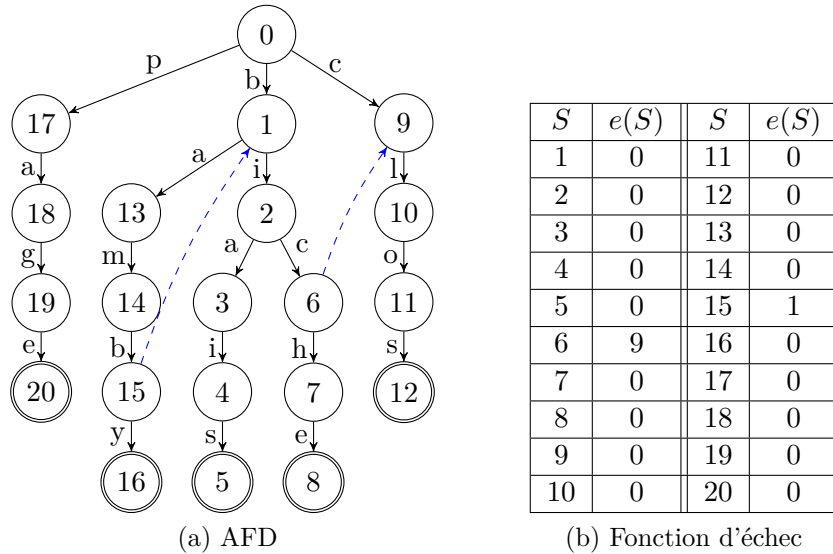 0
p b c
17 1 9
a a i l
18 13 2 10
g m a c o
19 14 3 6 11
e b i h s
20 15 4 7 12
y s e
16 5 8
(a) AFD
S e(S) S e(S)
1 0 11 0
2 0 12 0
3 0 13 0
4 0 14 0
5 0 15 1
6 9 16 0
7 0 17 0
8 0 18 0
9 0 19 0
10 0 20 0
(b) Fonction d'échec